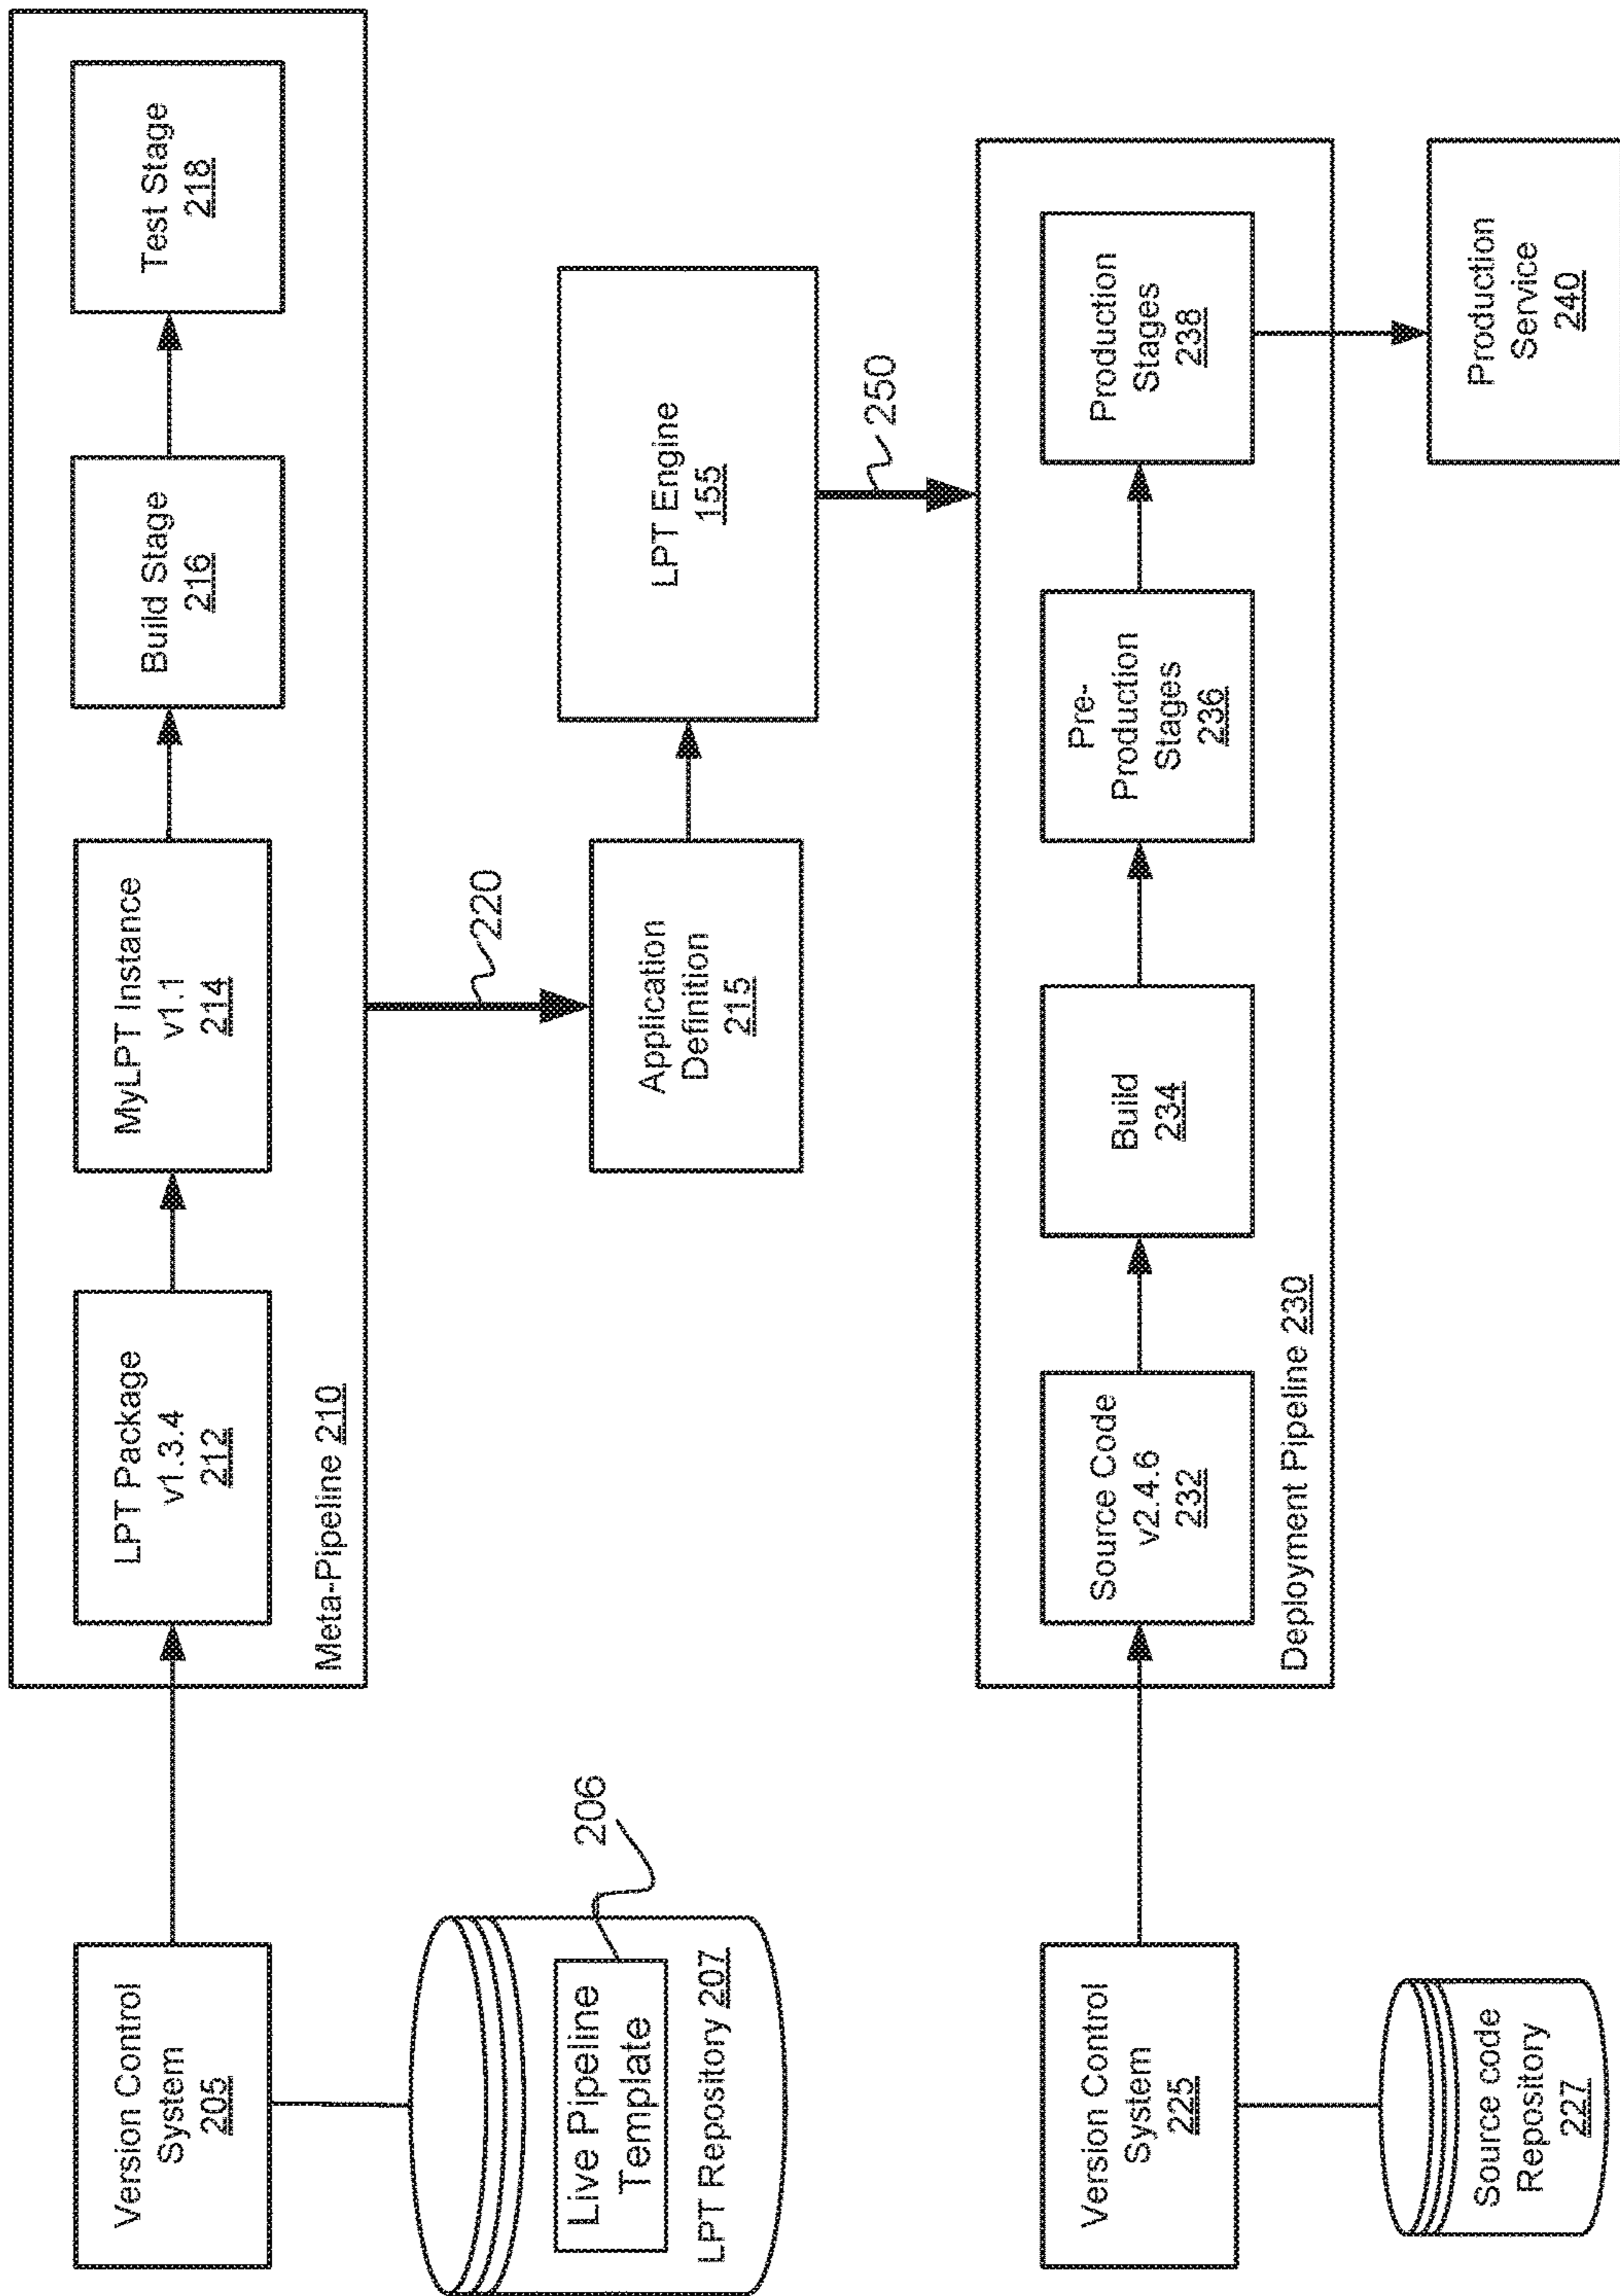 Version Control
System
205
Live Pipeline
Template
LPT Repository 207
206
LPT Package
v1.3.4
212
MyLPT Instance
v1.1
214
Build Stage
216
Test Stage
218
Meta-Pipeline 210
220
Application
Definition
215
LPT Engine
155
250
Version Control
System
225
Source code
Repository
227
Source Code
v2.4.6
232
Build
234
Pre-
Production
Stages
236
Production
Stages
238
Deployment Pipeline 230
Production
Service
240